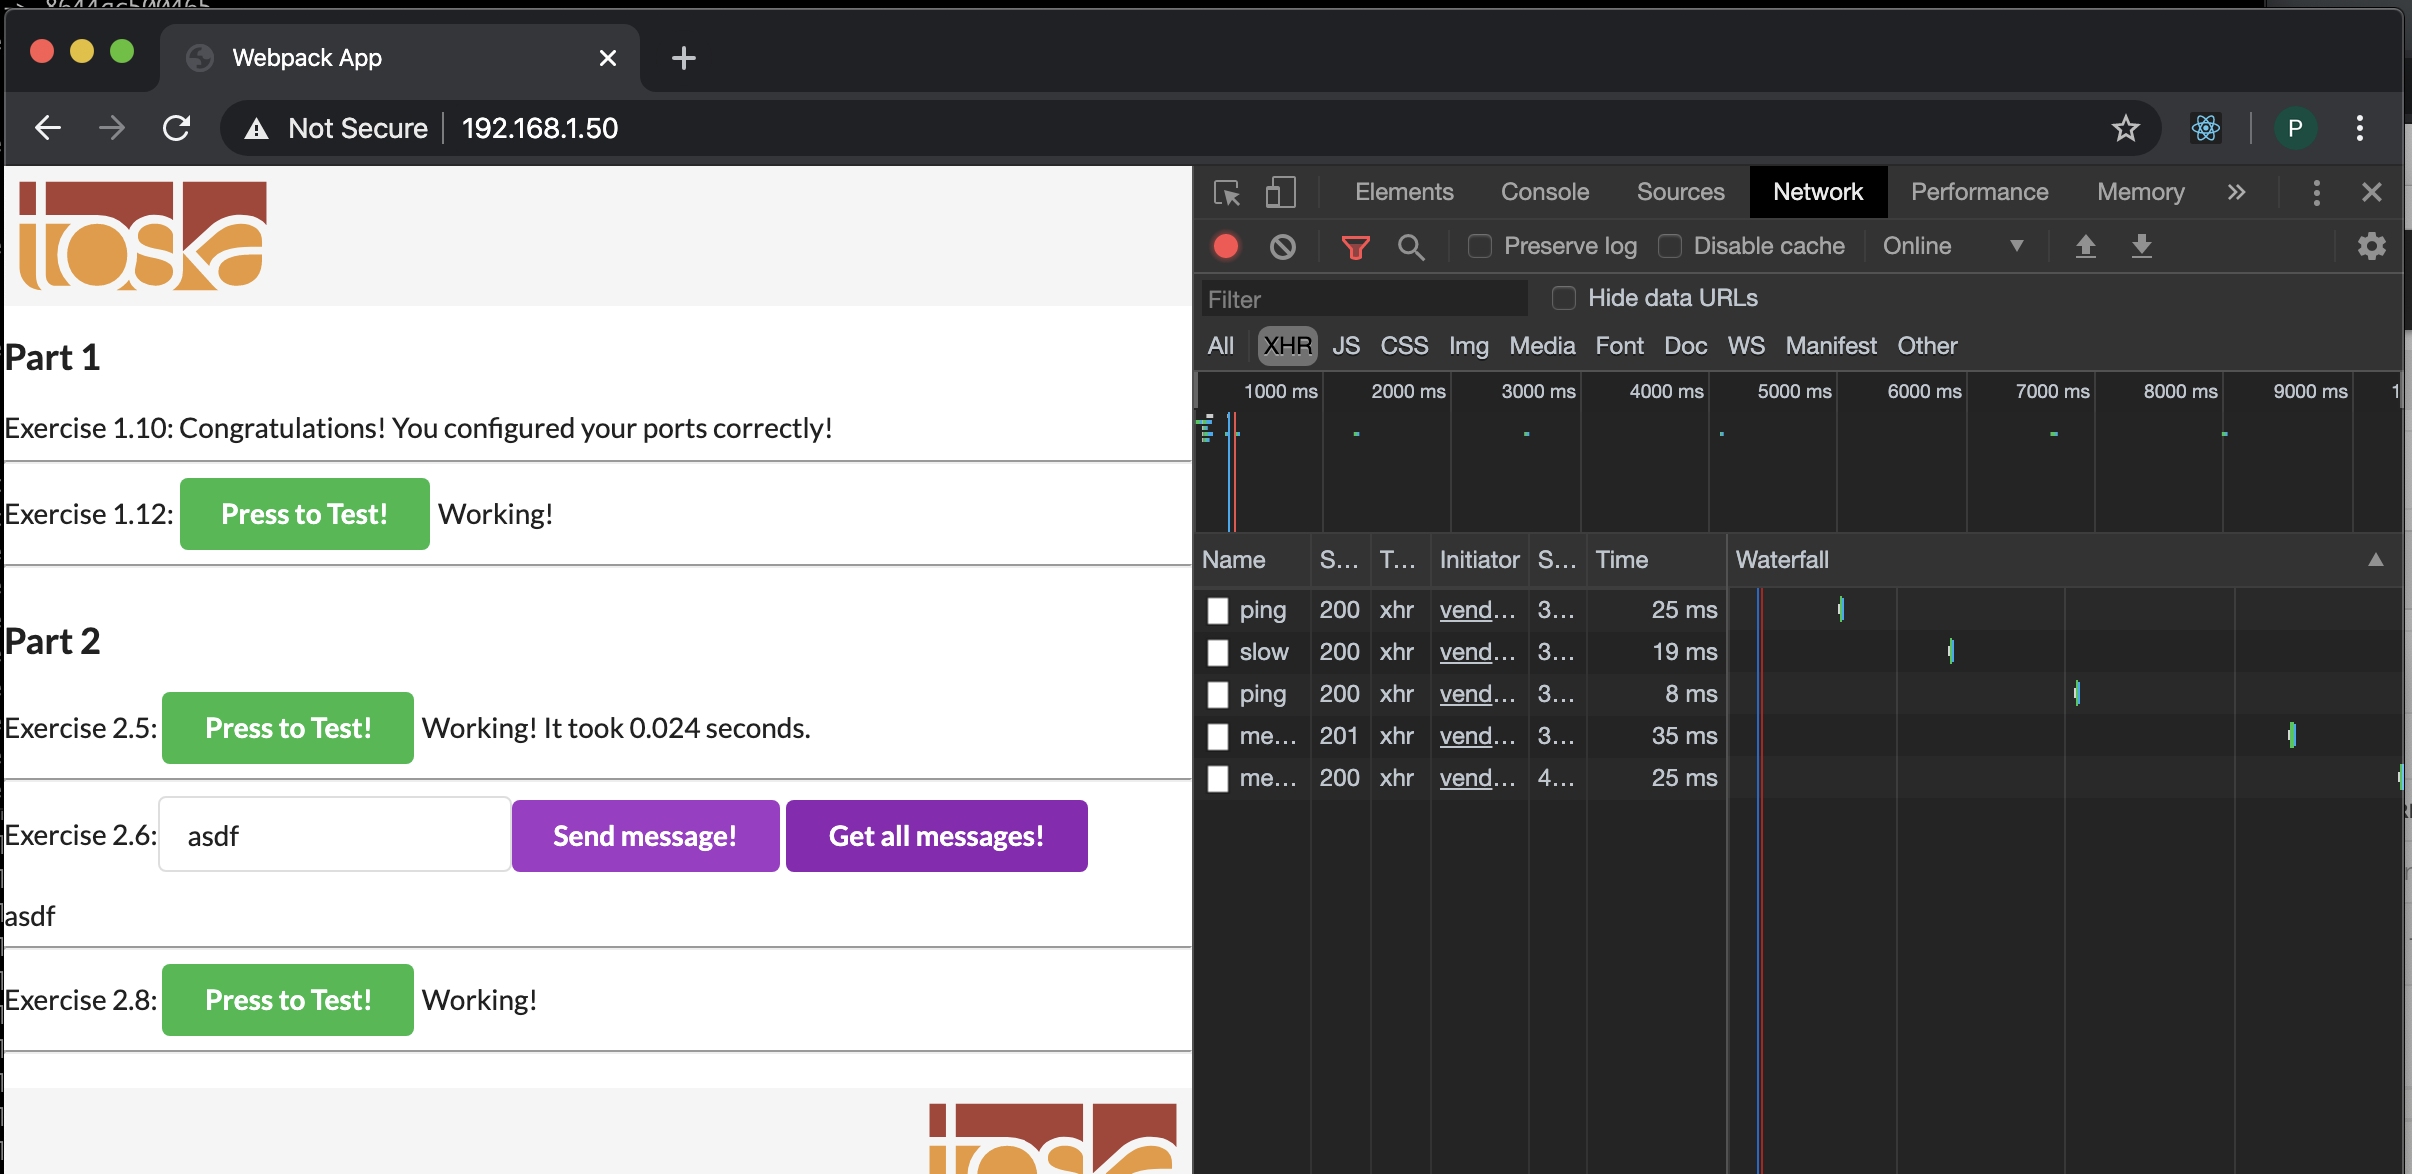 Webpack App
Not Secure 192.168.1.50
toska
Elements Console Sources Network Performance Memory
Preserve log Disable cache Online
Filter Hide data URLs
All XHR JS CSS Img Media Font Doc WS Manifest Other
1000 ms 2000 ms 3000 ms 4000 ms 5000 ms 6000 ms 7000 ms 8000 ms 9000 ms 1
Name S... T... Initiator S... Time Waterfall
ping 200 xhr vend... 3... 25 ms
slow 200 xhr vend... 3... 19 ms
ping 200 xhr vend... 3... 8 ms
me... 201 xhr vend... 3... 35 ms
me... 200 xhr vend... 4... 25 ms
Part 1
Exercise 1.10: Congratulations! You configured your ports correctly!
Exercise 1.12: Press to Test! Working!
Part 2
Exercise 2.5: Press to Test! Working! It took 0.024 seconds.
Exercise 2.6: asdf Send message! Get all messages!
asdf
Exercise 2.8: Press to Test! Working!
toska
P